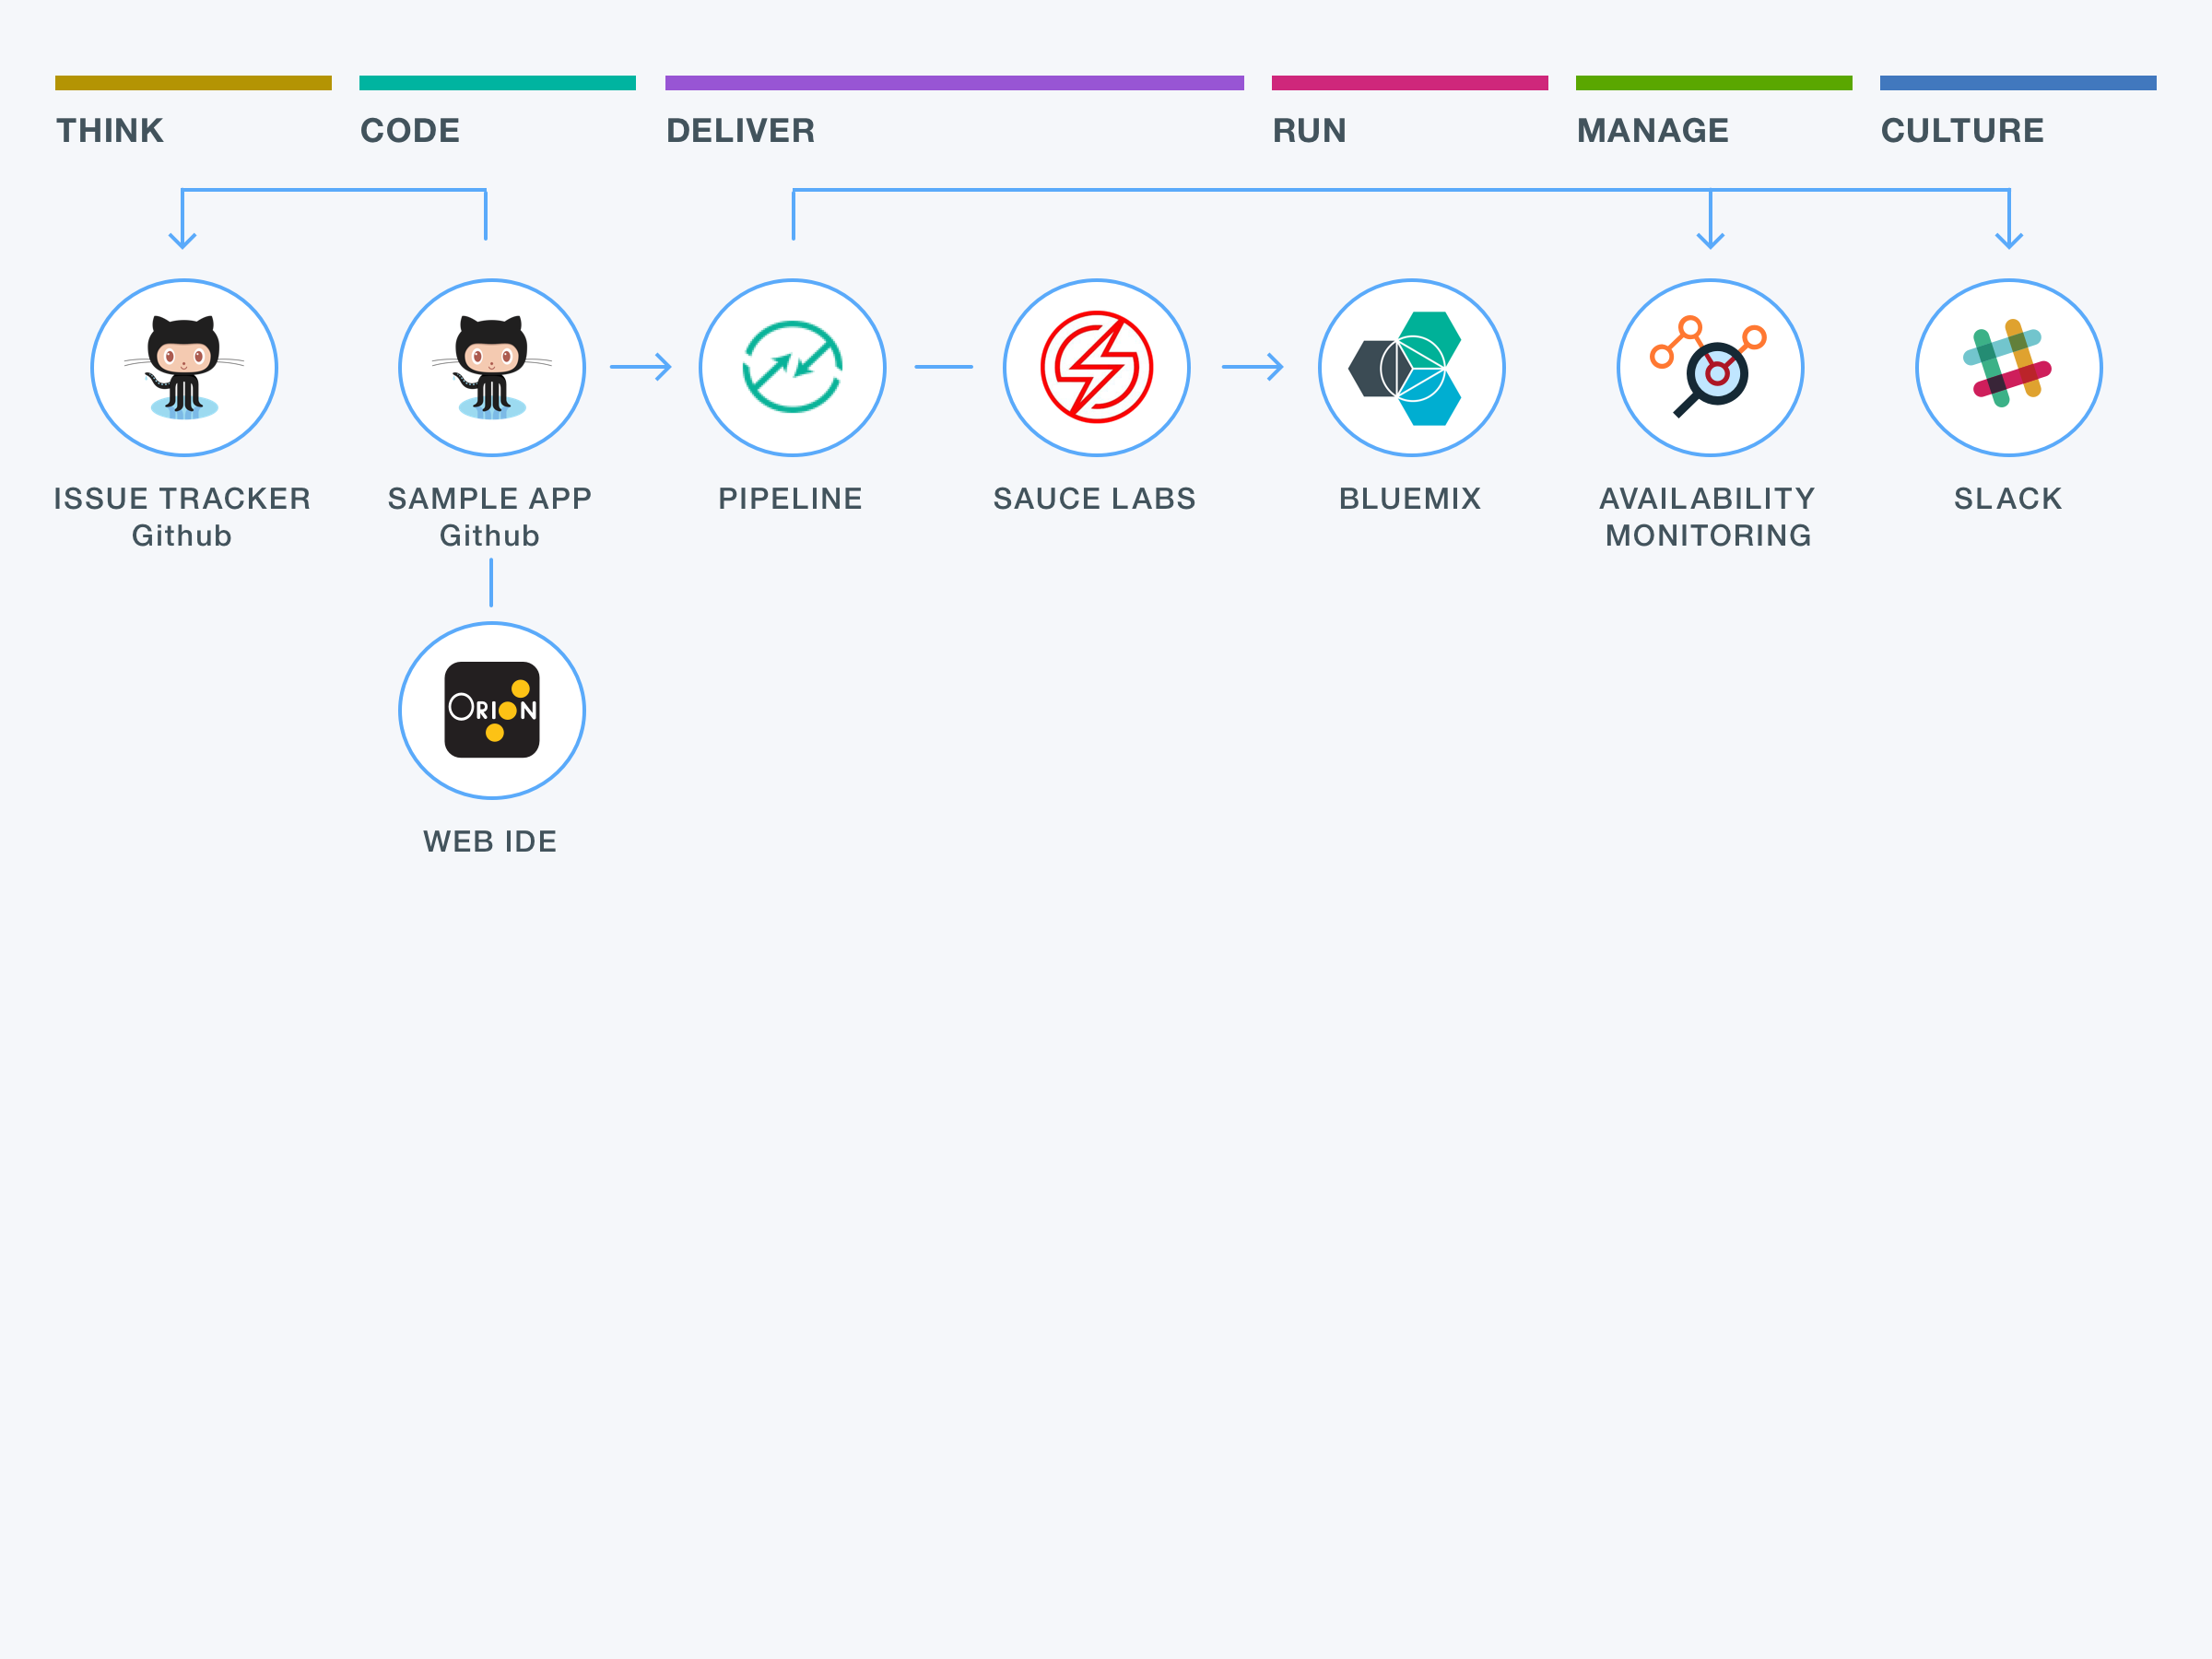 THINK
CODE
DELIVER
RUN
MANAGE
CULTURE
ISSUE TRACKER
Github
SAMPLE APP
Github
PIPELINE
SAUCE LABS
BLUEMIX
AVAILABILITY
MONITORING
SLACK
ORION
WEB IDE